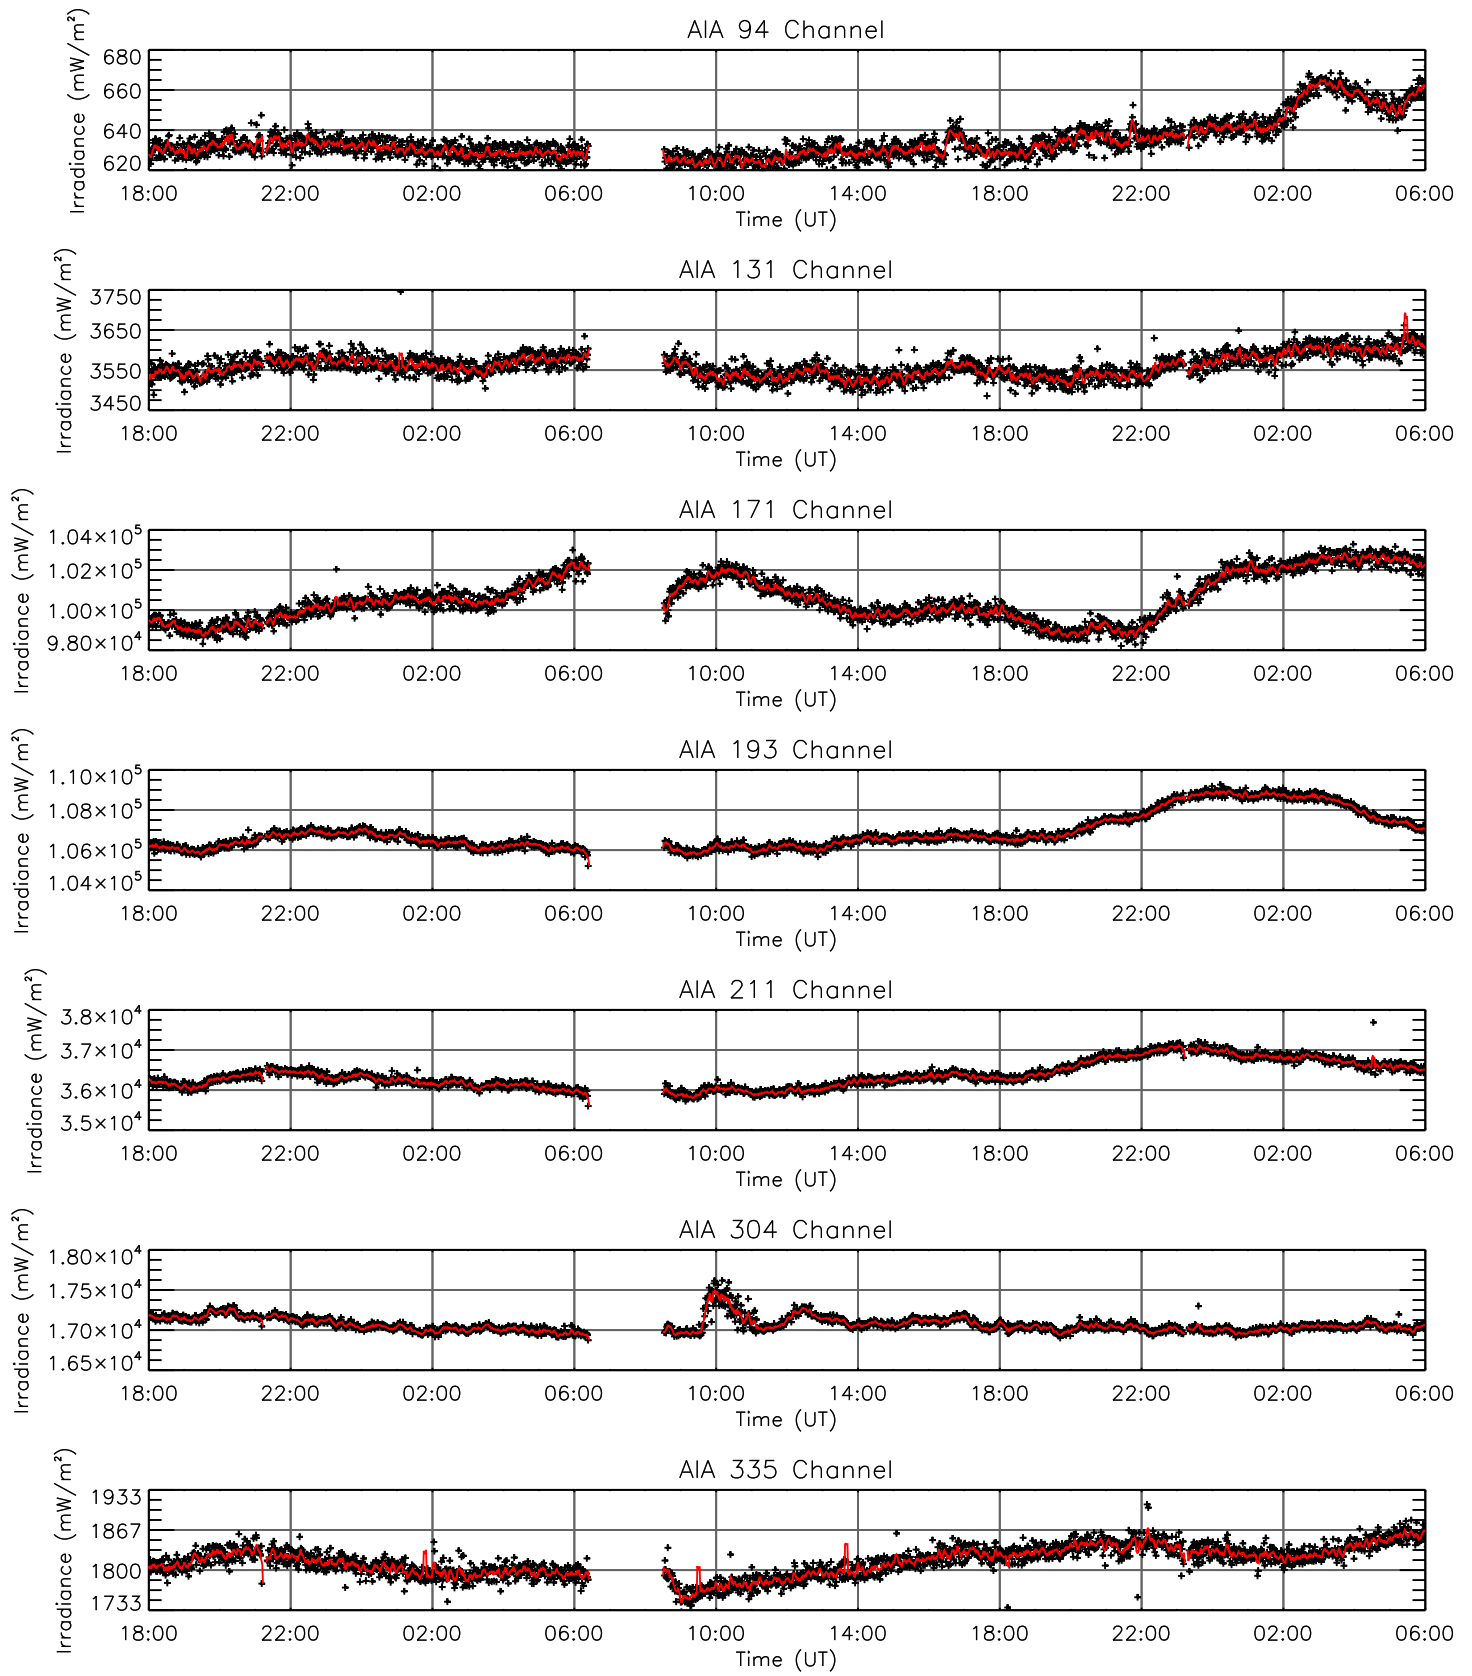 AIA 94 Channel
Irradiance (mW/m²)
680
660
640
620
18:00 22:00 02:00 06:00 10:00 14:00 18:00 22:00 02:00 06:00
Time (UT)
AIA 131 Channel
Irradiance (mW/m²)
3750
3650
3550
3450
18:00 22:00 02:00 06:00 10:00 14:00 18:00 22:00 02:00 06:00
Time (UT)
AIA 171 Channel
Irradiance (mW/m²)
1.04×10⁵
1.02×10⁵
1.00×10⁵
9.80×10⁴
18:00 22:00 02:00 06:00 10:00 14:00 18:00 22:00 02:00 06:00
Time (UT)
AIA 193 Channel
Irradiance (mW/m²)
1.10×10⁵
1.08×10⁵
1.06×10⁵
1.04×10⁵
18:00 22:00 02:00 06:00 10:00 14:00 18:00 22:00 02:00 06:00
Time (UT)
AIA 211 Channel
Irradiance (mW/m²)
3.8×10⁴
3.7×10⁴
3.6×10⁴
3.5×10⁴
18:00 22:00 02:00 06:00 10:00 14:00 18:00 22:00 02:00 06:00
Time (UT)
AIA 304 Channel
Irradiance (mW/m²)
1.80×10⁴
1.75×10⁴
1.70×10⁴
1.65×10⁴
18:00 22:00 02:00 06:00 10:00 14:00 18:00 22:00 02:00 06:00
Time (UT)
AIA 335 Channel
Irradiance (mW/m²)
1933
1867
1800
1733
18:00 22:00 02:00 06:00 10:00 14:00 18:00 22:00 02:00 06:00
Time (UT)